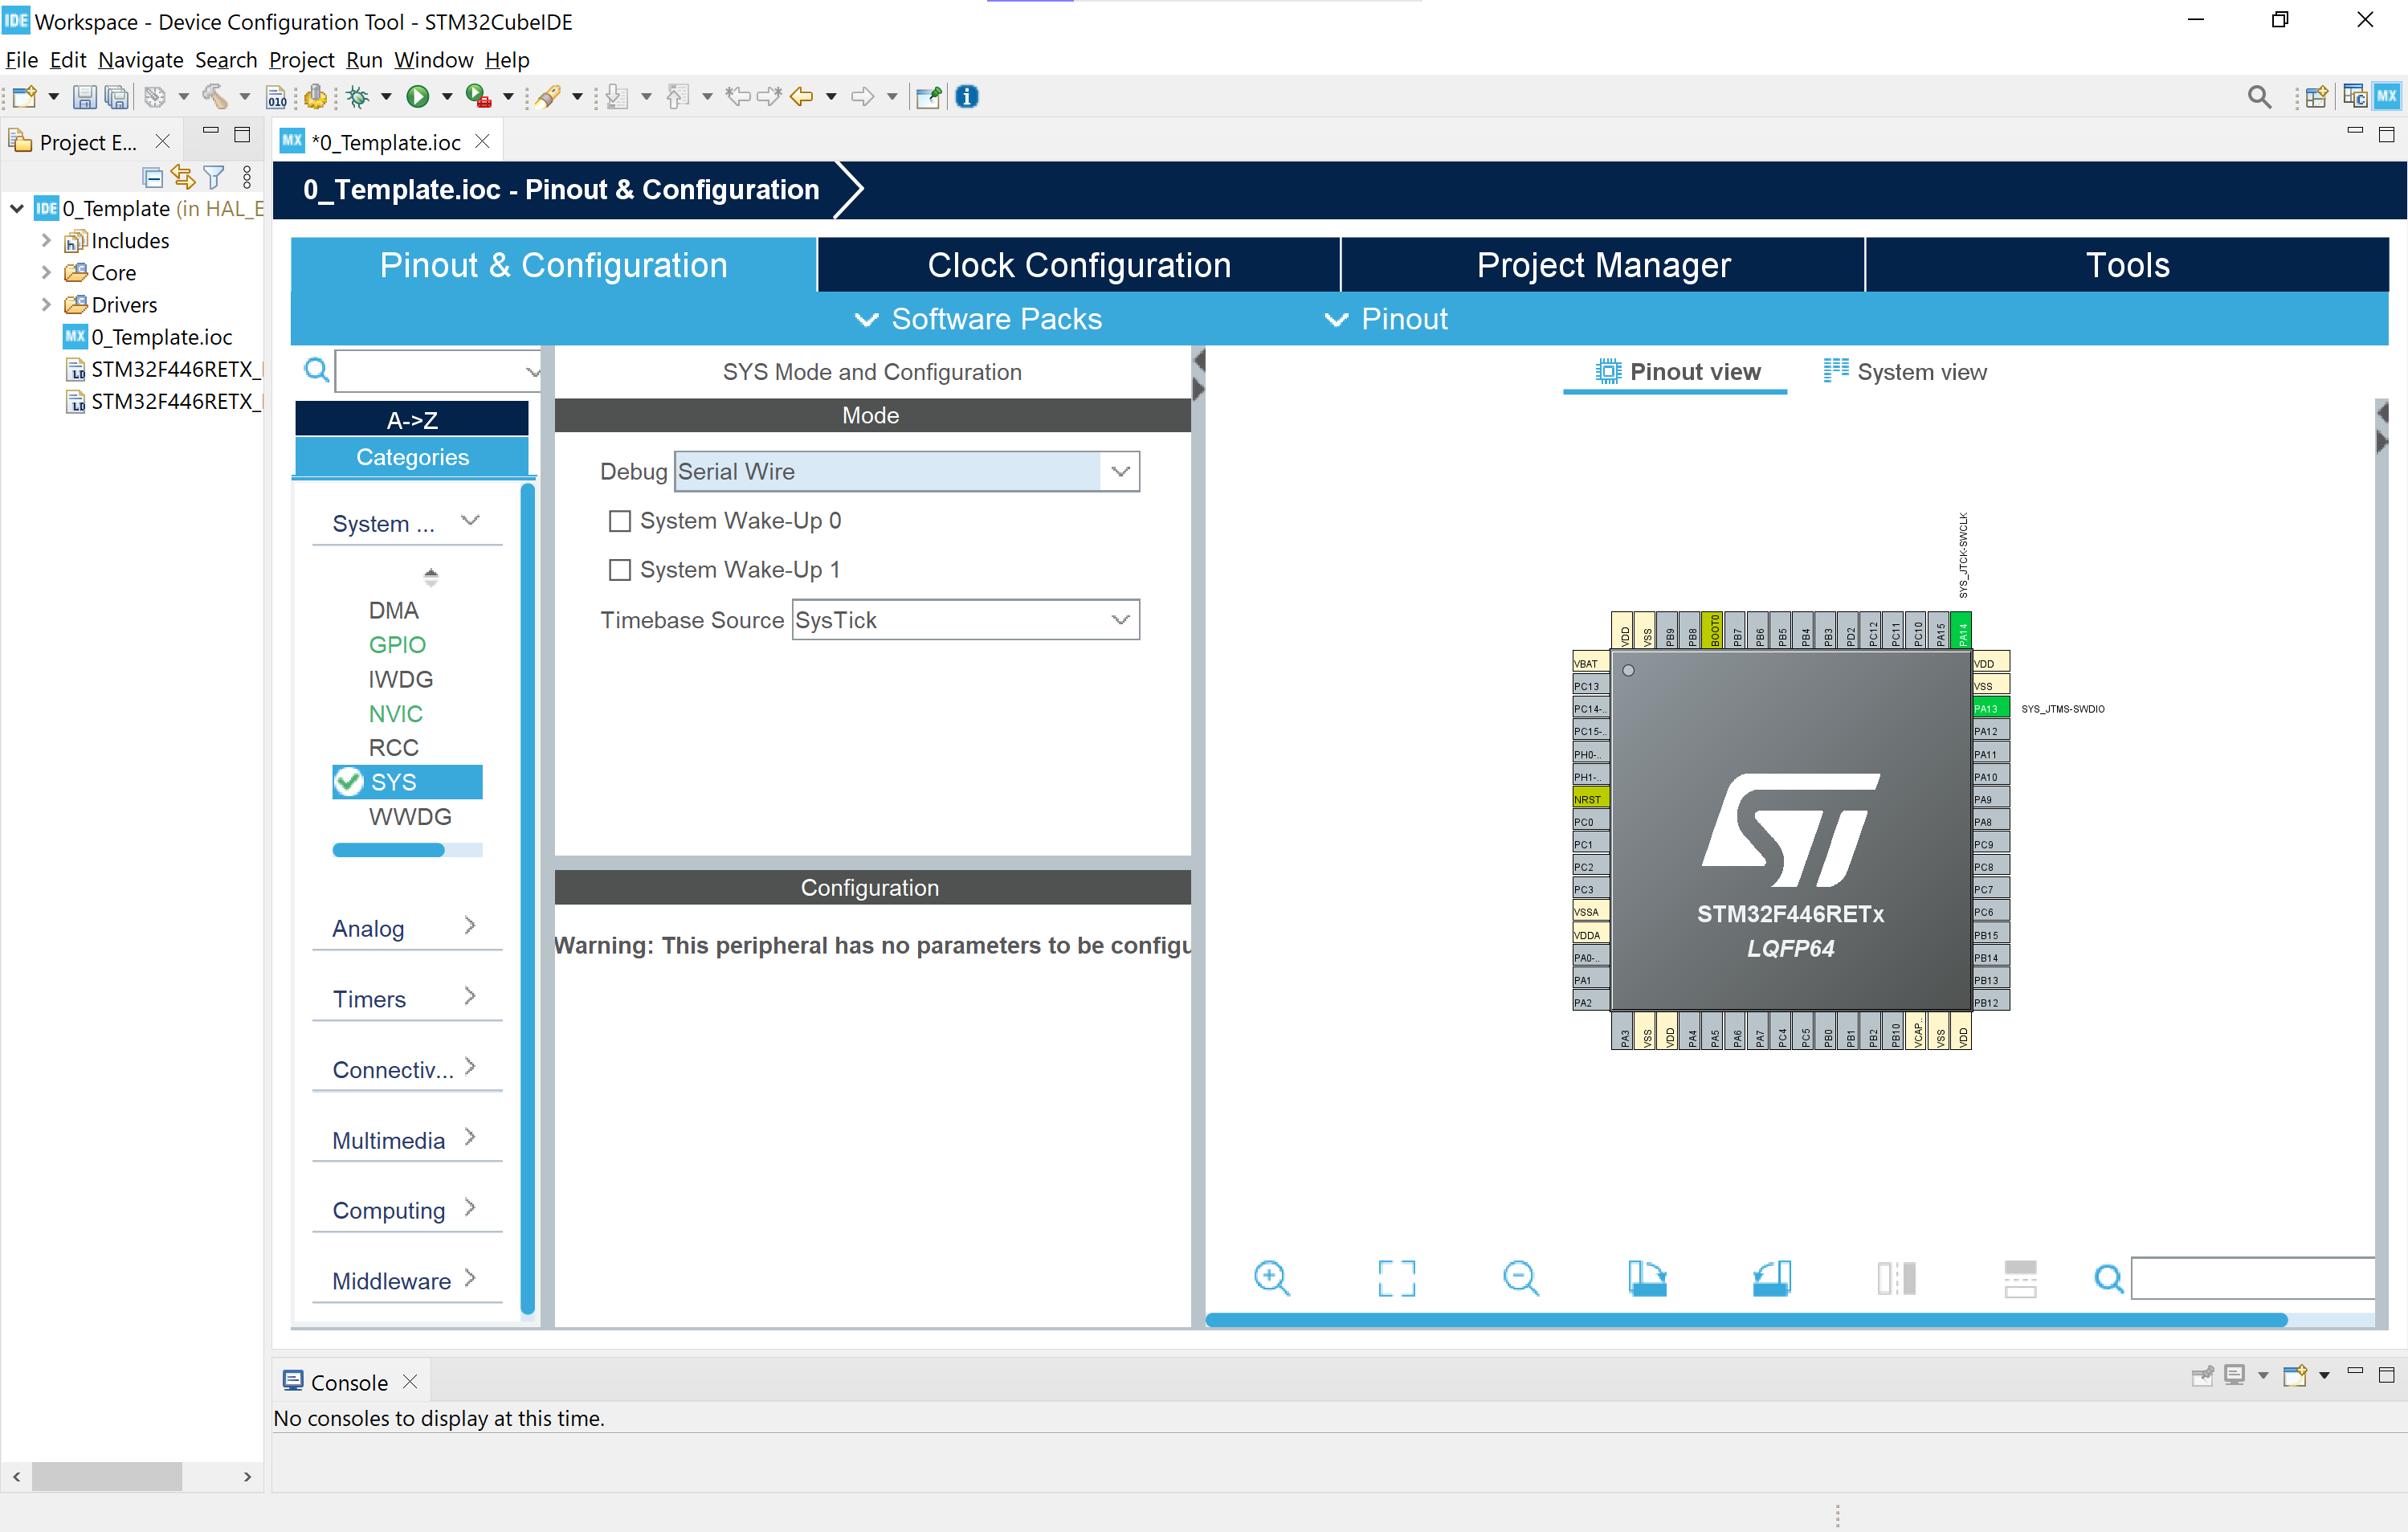 IDE Workspace - Device Configuration Tool - STM32CubeIDE
File Edit Navigate Search Project Run Window Help
010
MX
Project E...
MX *0_Template.ioc
0_Template.ioc - Pinout & Configuration
IDE 0_Template (in HAL_E
Includes
Core
Drivers
MX 0_Template.ioc
STM32F446RETX_
STM32F446RETX_
Pinout & Configuration
Clock Configuration
Project Manager
Tools
Software Packs
Pinout
A->Z
Categories
System ...
DMA
GPIO
IWDG
NVIC
RCC
SYS
WWDG
Analog
Timers
Connectiv...
Multimedia
Computing
Middleware
SYS Mode and Configuration
Mode
Debug Serial Wire
System Wake-Up 0
System Wake-Up 1
Timebase Source SysTick
Configuration
Warning: This peripheral has no parameters to be configu
Pinout view
System view
SYS_JTCK-SWCLK
VDD VSS PB9 PB8 BOOT0 PB7 PB6 PB5 PB4 PB3 PD2 PC12 PC11 PC10 PA15 PA14
VBAT
PC13
PC14-..
PC15-..
PH0-..
PH1-..
NRST
PC0
PC1
PC2
PC3
VSSA
VDDA
PA0-..
PA1
PA2
VDD
VSS
PA13 SYS_JTMS-SWDIO
PA12
PA11
PA10
PA9
PA8
PC9
PC8
PC7
PC6
PB15
PB14
PB13
PB12
ST
STM32F446RETx
LQFP64
PA3 VSS VDD PA4 PA5 PA6 PA7 PC4 PC5 PB0 PB1 PB2 PB10 VCAP.. VSS VDD
Console
No consoles to display at this time.